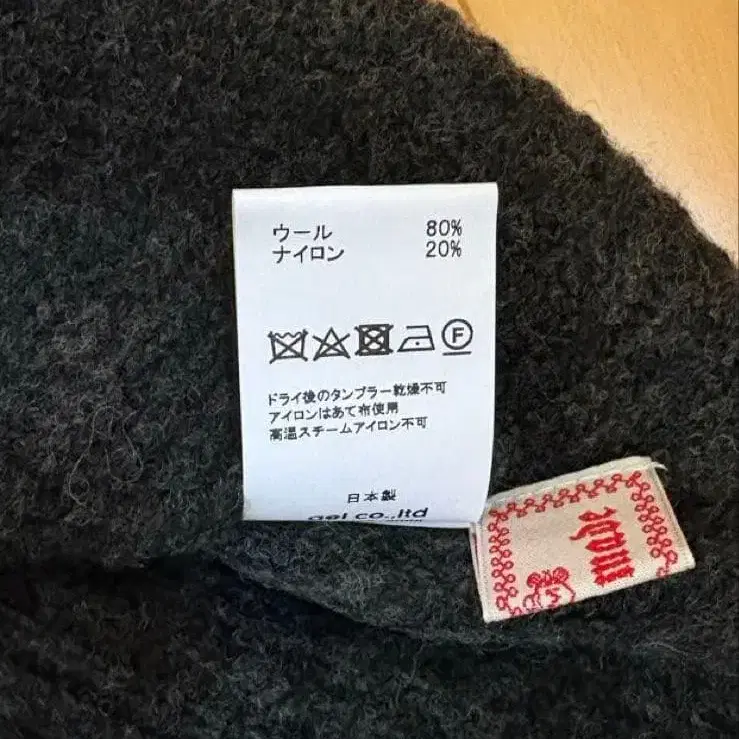 ウール 80%
ナイロン 20%
F
ドライ後のタンブラー乾燥不可
アイロンはあて布使用
高温スチームアイロン不可
日本製
co.,ltd